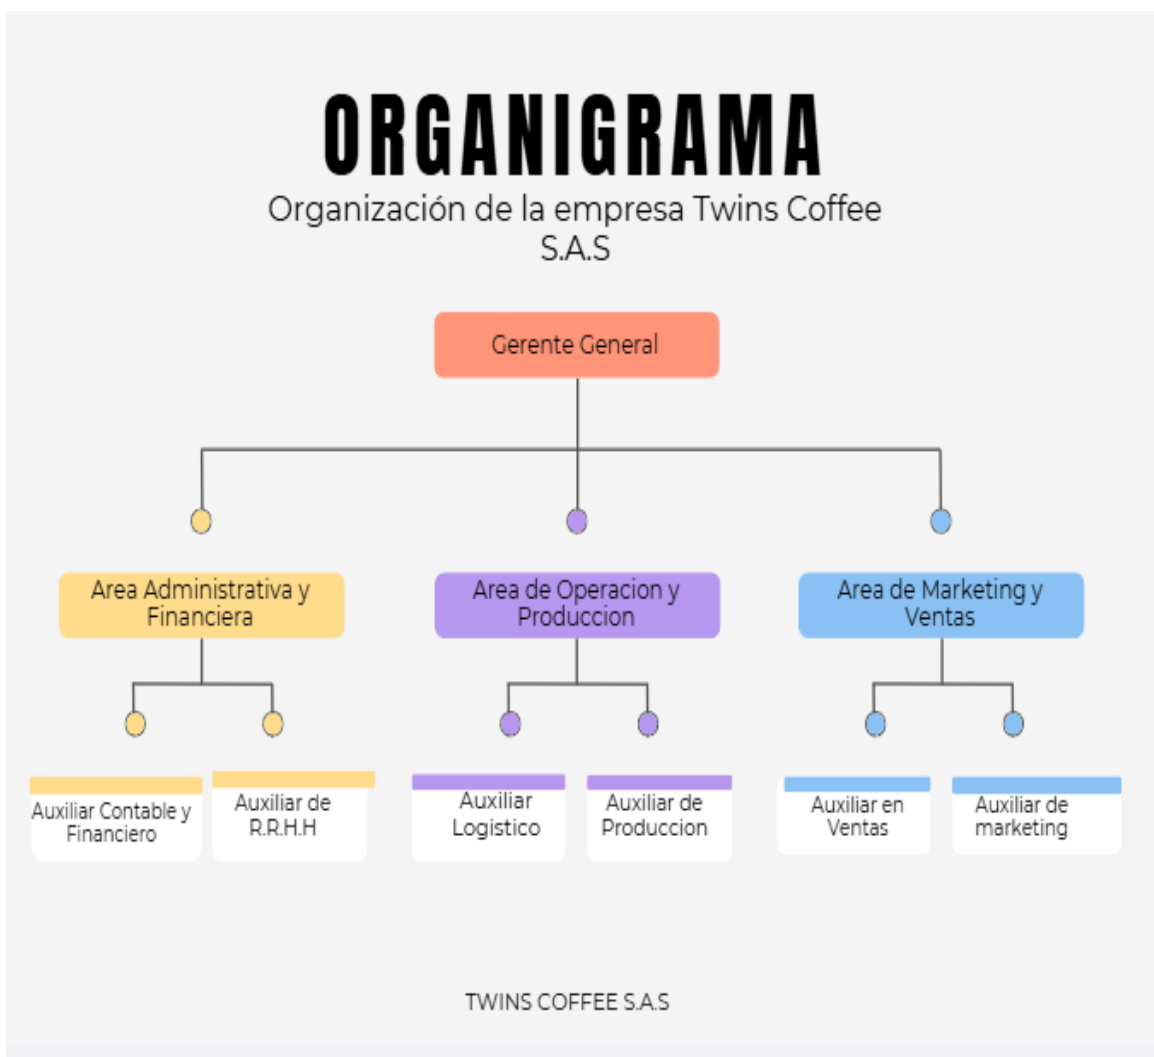 ORGANIGRAMA
Organización de la empresa Twins Coffee
S.A.S
Gerente General
Area Administrativa y
Financiera
Area de Operacion y
Produccion
Area de Marketing y
Ventas
Auxiliar Contable y
Financiero
Auxiliar de
R.R.H.H
Auxiliar
Logistico
Auxiliar de
Produccion
Auxiliar en
Ventas
Auxiliar de
marketing
TWINS COFFEE S.A.S